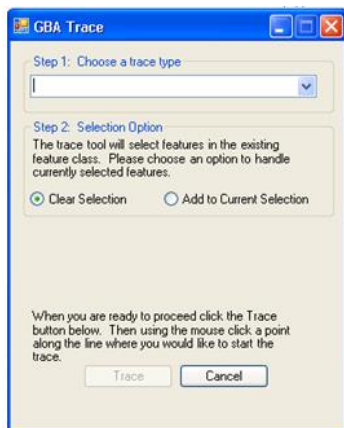 GBA Trace
Step 1: Choose a trace type
Step 2: Selection Option
The trace tool will select features in the existing
feature class. Please choose an option to handle
currently selected features.
Clear Selection Add to Current Selection
When you are ready to proceed click the Trace
button below. Then using the mouse click a point
along the line where you would like to start the
trace.
Trace Cancel